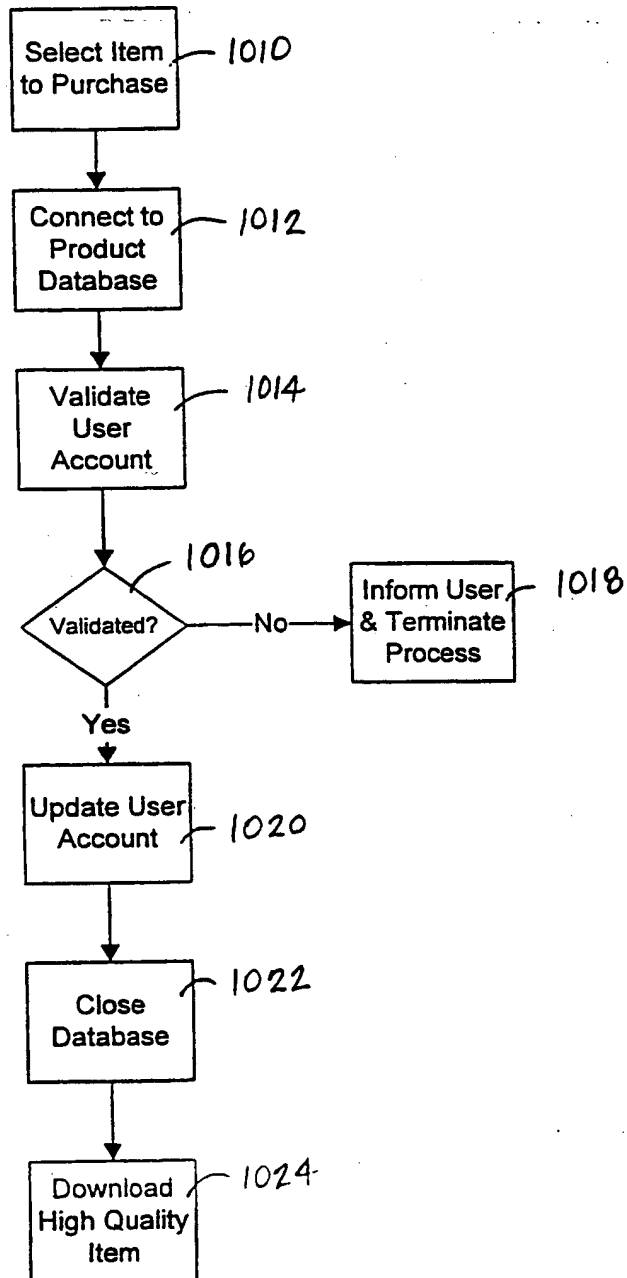 Select Item
to Purchase
1010
Connect to
Product
Database
1012
Validate
User
Account
1014
Validated?
1016
No
Inform User
& Terminate
Process
1018
Yes
Update User
Account
1020
Close
Database
1022
Download
High Quality
Item
1024